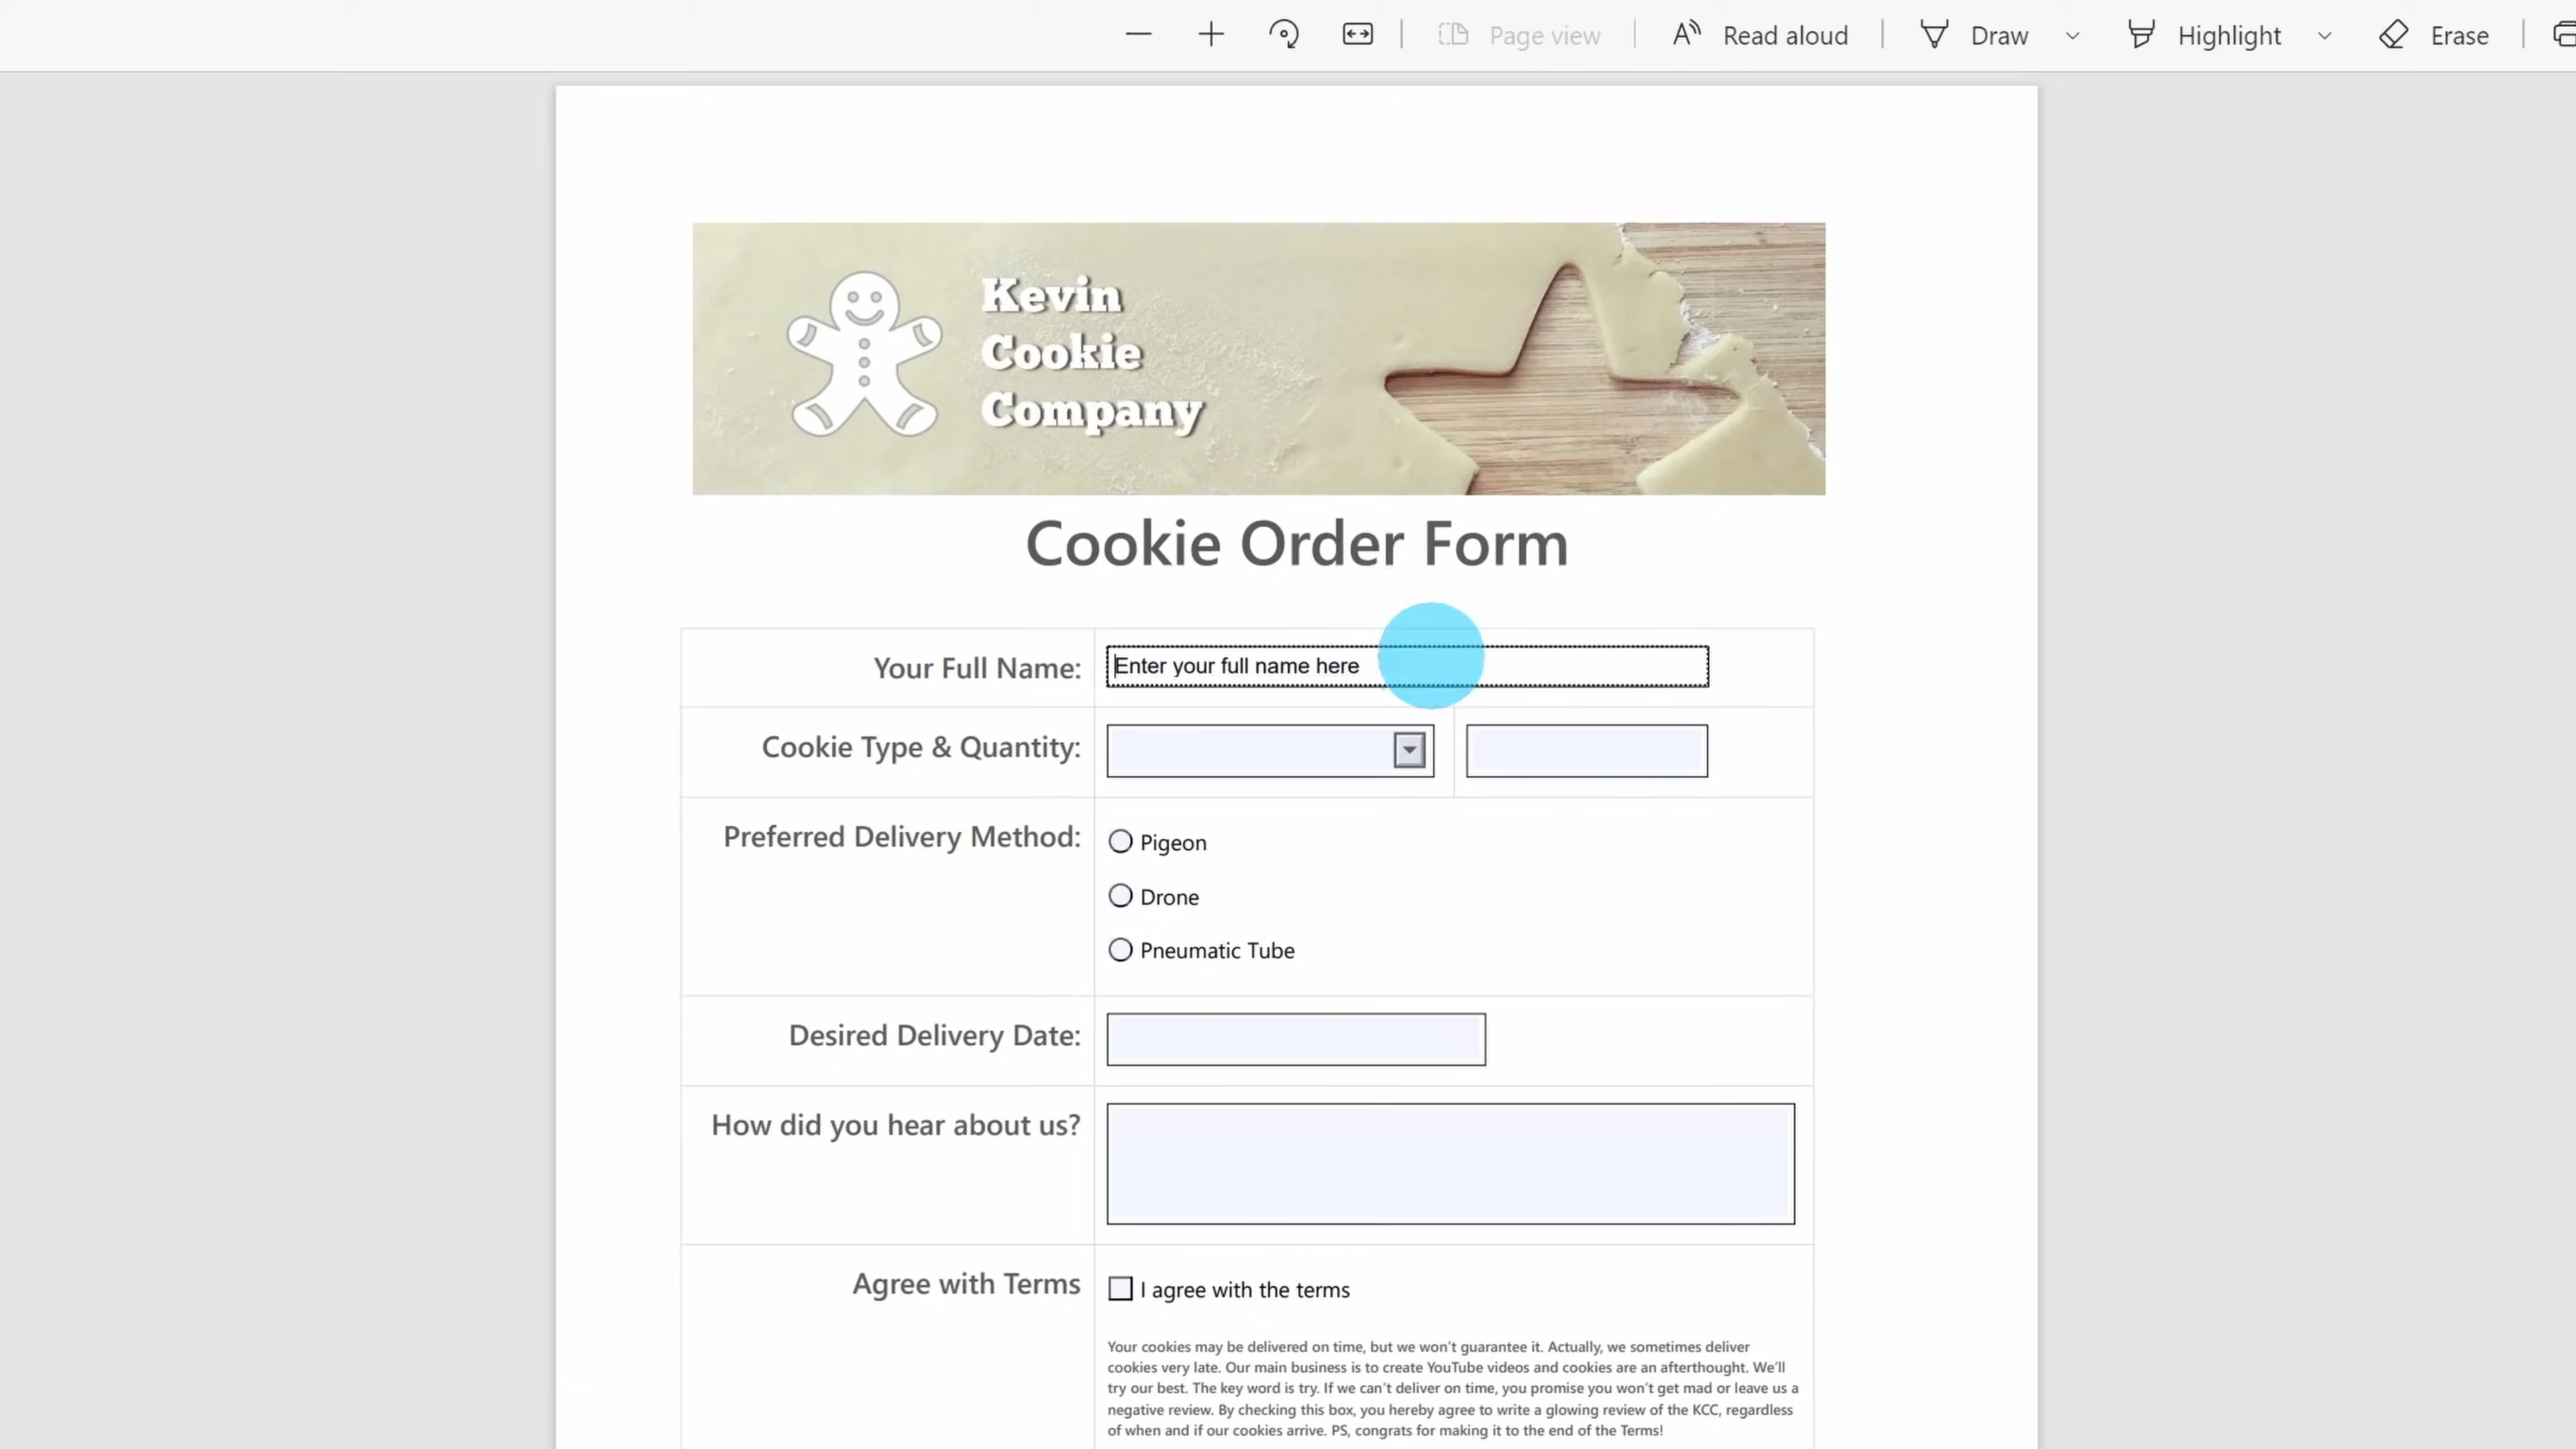 Page view
Read aloud
Draw
Highlight
Erase
Kevin
Cookie
Company
Cookie Order Form
Your Full Name:
Enter your full name here
Cookie Type & Quantity:
Preferred Delivery Method:
Pigeon
Drone
Pneumatic Tube
Desired Delivery Date:
How did you hear about us?
Agree with Terms
I agree with the terms
Your cookies may be delivered on time, but we won't guarantee it. Actually, we sometimes deliver
cookies very late. Our main business is to create YouTube videos and cookies are an afterthought. We'll
try our best. The key word is try. If we can't deliver on time, you promise you won't get mad or leave us a
negative review. By checking this box, you hereby agree to write a glowing review of the KCC, regardless
of when and if our cookies arrive. PS, congrats for making it to the end of the Terms!